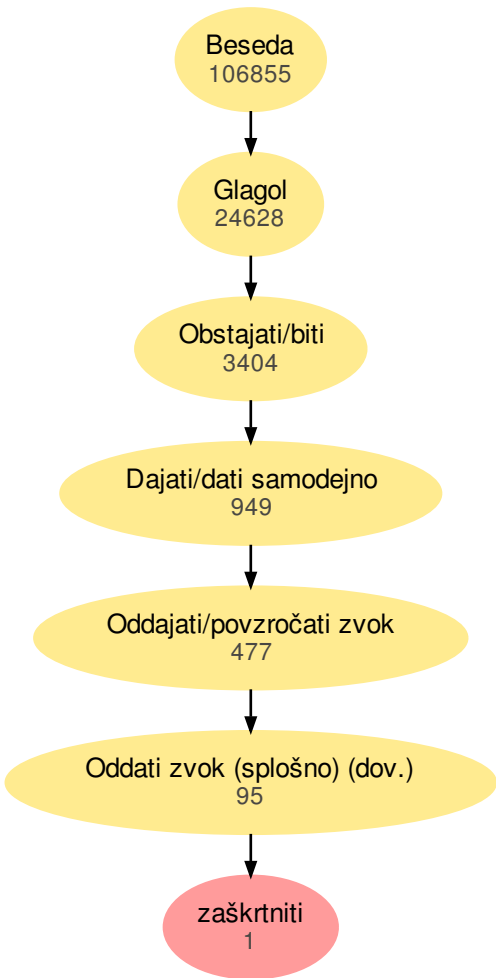 Beseda
106855
Glagol
24628
Obstajati/biti
3404
Dajati/dati samodejno
949
Oddajati/povzročati zvok
477
Oddati zvok (splošno) (dov.)
95
zaškrtniti
1